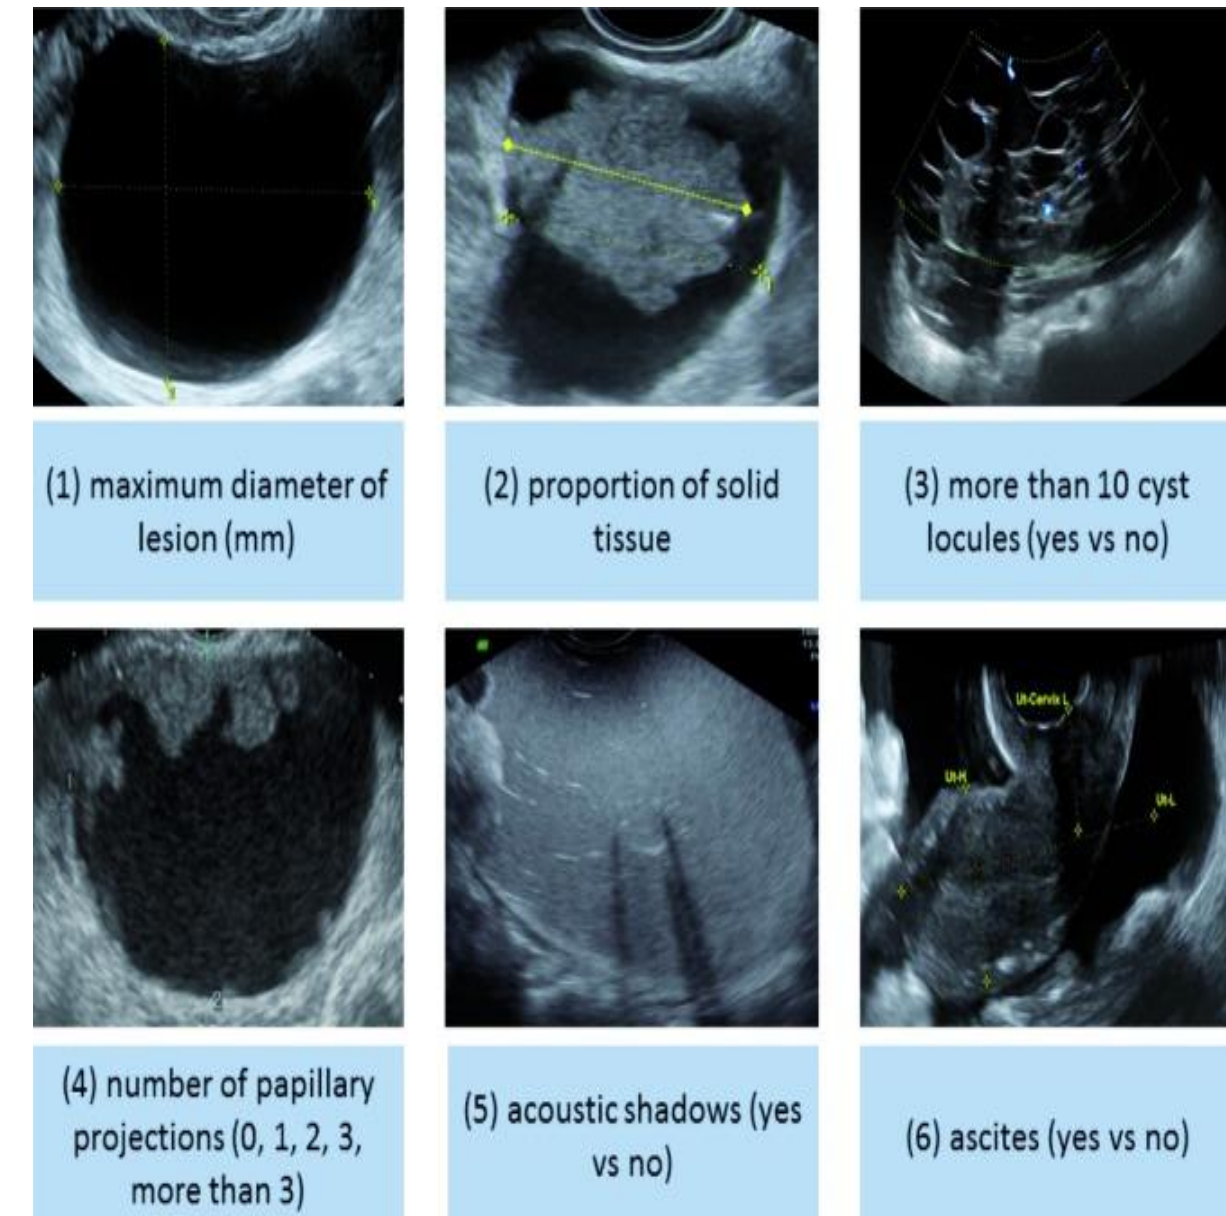 (1) maximum diameter of
lesion (mm)
(2) proportion of solid
tissue
(3) more than 10 cyst
locules (yes vs no)
Ut-Cervix L
Ut-H
Ut-L
2
(4) number of papillary
projections (0, 1, 2, 3,
more than 3)
(5) acoustic shadows (yes
vs no)
(6) ascites (yes vs no)